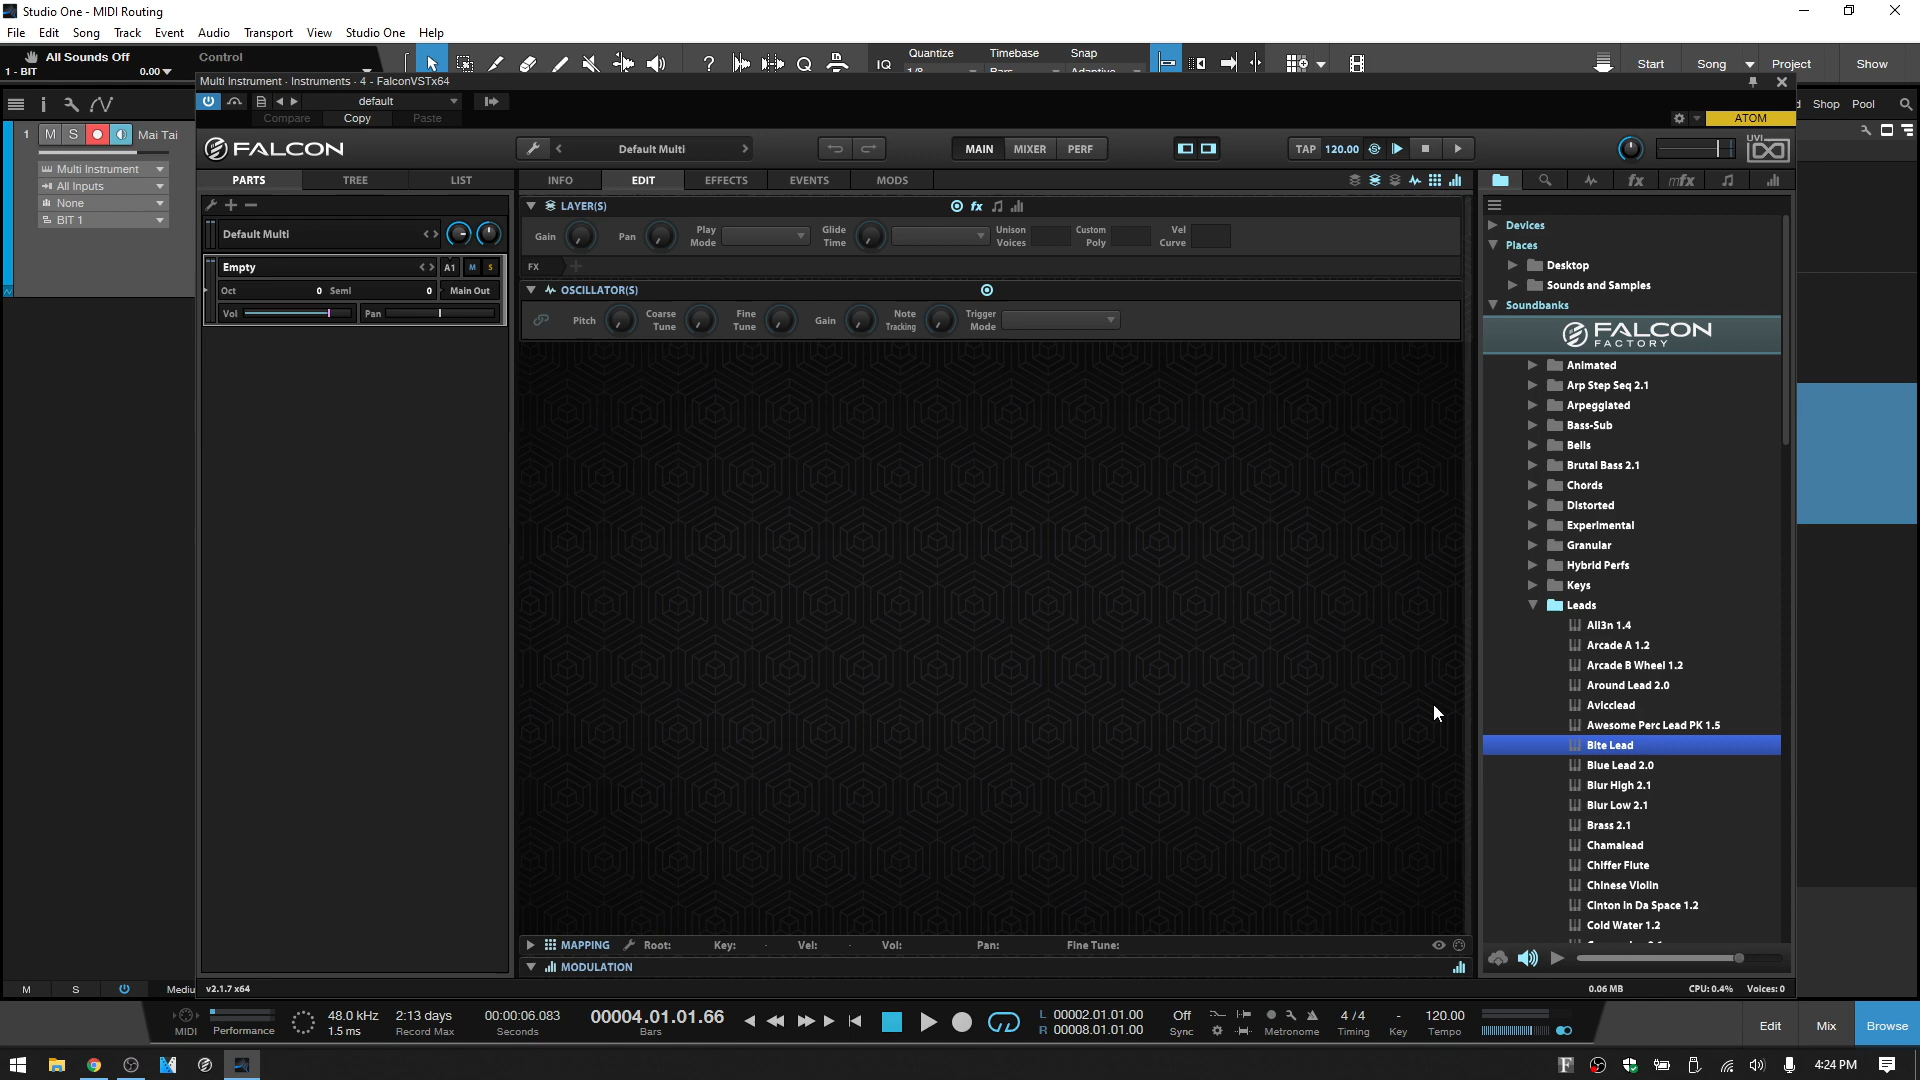 Studio One - MIDI Routing
File Edit Song Track Event Audio Transport View Studio One Help
All Sounds Off Control
1 - BIT 0.00
? IQ Quantize Timebase Snap
Start Song Project Show
Multi Instrument - Instruments - 4 - FalconVSTx64
default
Compare Copy Paste
ATOM
Shop Pool
1 M S Mai Tai
Multi Instrument
All Inputs
None
BIT 1
FALCON Default Multi MAIN MIXER PERF TAP 120.00 UVI
PARTS TREE LIST INFO EDIT EFFECTS EVENTS MODS fx mfx
LAYER(S) fx
Default Multi
Gain Pan Play Mode Glide Time Unison Voices Custom Poly Vel Curve
FX
Empty A1 M S
Oct 0 Semi 0 Main Out
Vol Pan
OSCILLATOR(S)
Pitch Coarse Tune Fine Tune Gain Note Tracking Trigger Mode
Devices
Places
Desktop
Sounds and Samples
Soundbanks
FALCON FACTORY
Animated
Arp Step Seq 2.1
Arpeggiated
Bass-Sub
Bells
Brutal Bass 2.1
Chords
Distorted
Experimental
Granular
Hybrid Perfs
Keys
Leads
All3n 1.4
Arcade A 1.2
Arcade B Wheel 1.2
Around Lead 2.0
Aviclead
Awesome Perc Lead PK 1.5
Bite Lead
Blue Lead 2.0
Blur High 2.1
Blur Low 2.1
Brass 2.1
Chamalead
Chiffer Flute
Chinese Violin
Cinton In Da Space 1.2
Cold Water 1.2
MAPPING Root: Key: - Vel: - Vol: Pan: Fine Tune:
MODULATION
v2.1.7 x64 0.06 MB CPU: 0.4% Voices: 0
M S Mediu
MIDI Performance 48.0 kHz 1.5 ms 2:13 days Record Max 00:00:06.083 Seconds 00004.01.01.66 Bars
L 00002.01.01.00
R 00008.01.01.00
Off Sync Metronome 4 / 4 Timing - Key 120.00 Tempo
Edit Mix Browse
4:24 PM